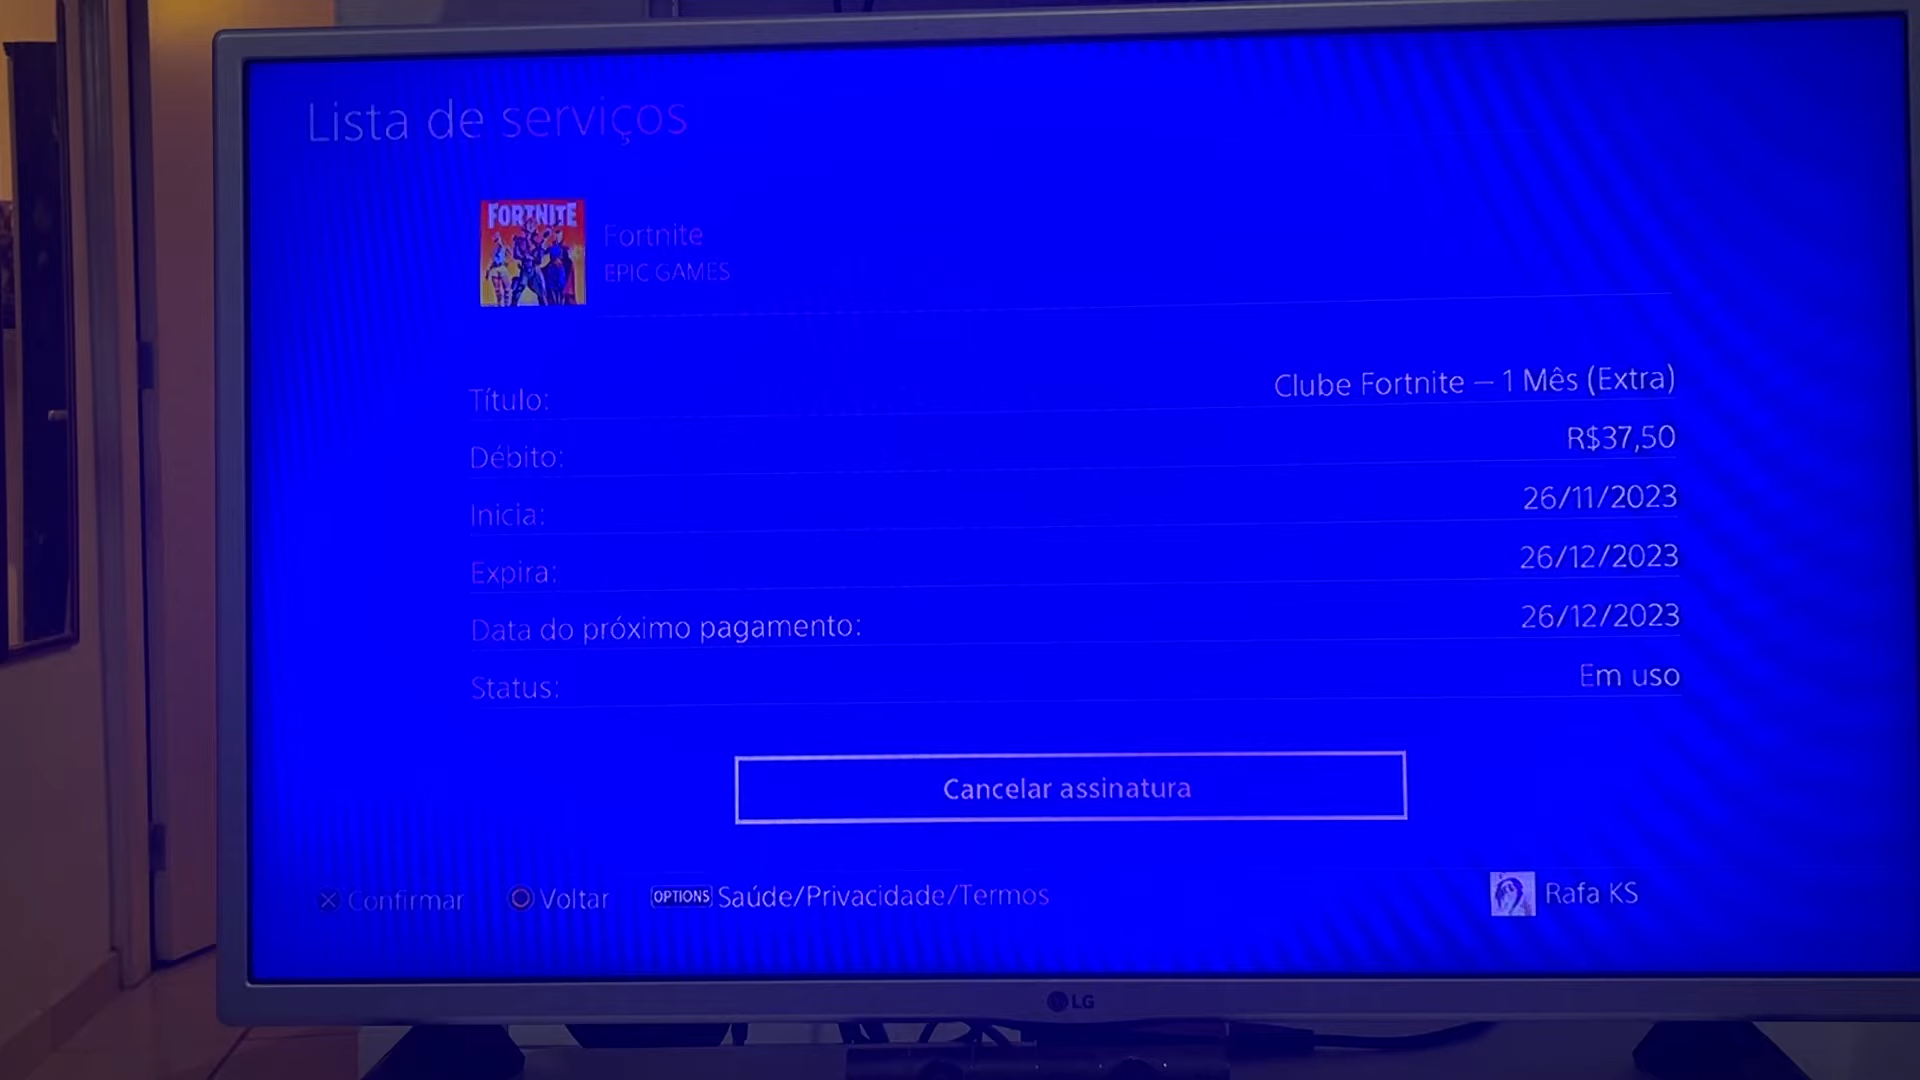 Lista de serviços
FORTNITE
Fortnite
EPIC GAMES
Título: Clube Fortnite – 1 Mês (Extra)
Débito: R$37,50
Inicia: 26/11/2023
Expira: 26/12/2023
Data do próximo pagamento: 26/12/2023
Status: Em uso
Cancelar assinatura
Confirmar Voltar OPTIONS Saúde/Privacidade/Termos Rafa KS
LG